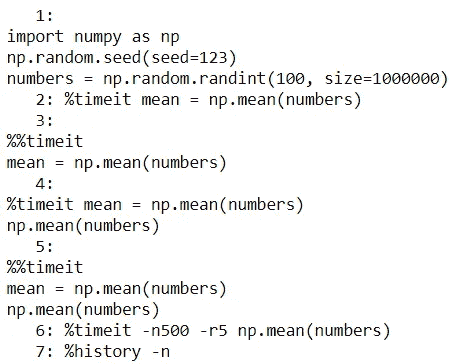 1:
import numpy as np
np.random.seed(seed=123)
numbers = np.random.randint(100, size=1000000)
2: %timeit mean = np.mean(numbers)
3:
%%timeit
mean = np.mean(numbers)
4:
%timeit mean = np.mean(numbers)
np.mean(numbers)
5:
%%timeit
mean = np.mean(numbers)
np.mean(numbers)
6: %timeit -n500 -r5 np.mean(numbers)
7: %history -n